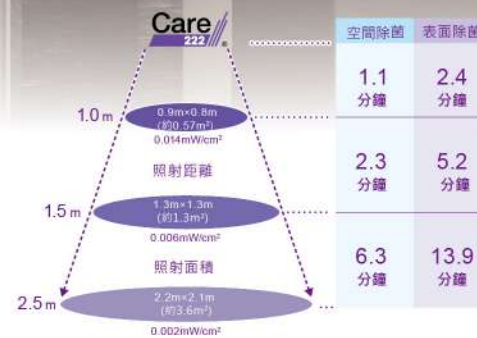 Care
222
®
空間除菌 表面除菌
1.0 m
0.9m×0.8m
(約0.57m²)
0.014mW/cm²
1.1 2.4
分鐘 分鐘
照射距離
1.5 m
1.3m×1.3m
(約1.3m²)
0.006mW/cm²
2.3 5.2
分鐘 分鐘
照射面積
2.5 m
2.2m×2.1m
(約3.6m²)
0.002mW/cm²
6.3 13.9
分鐘 分鐘